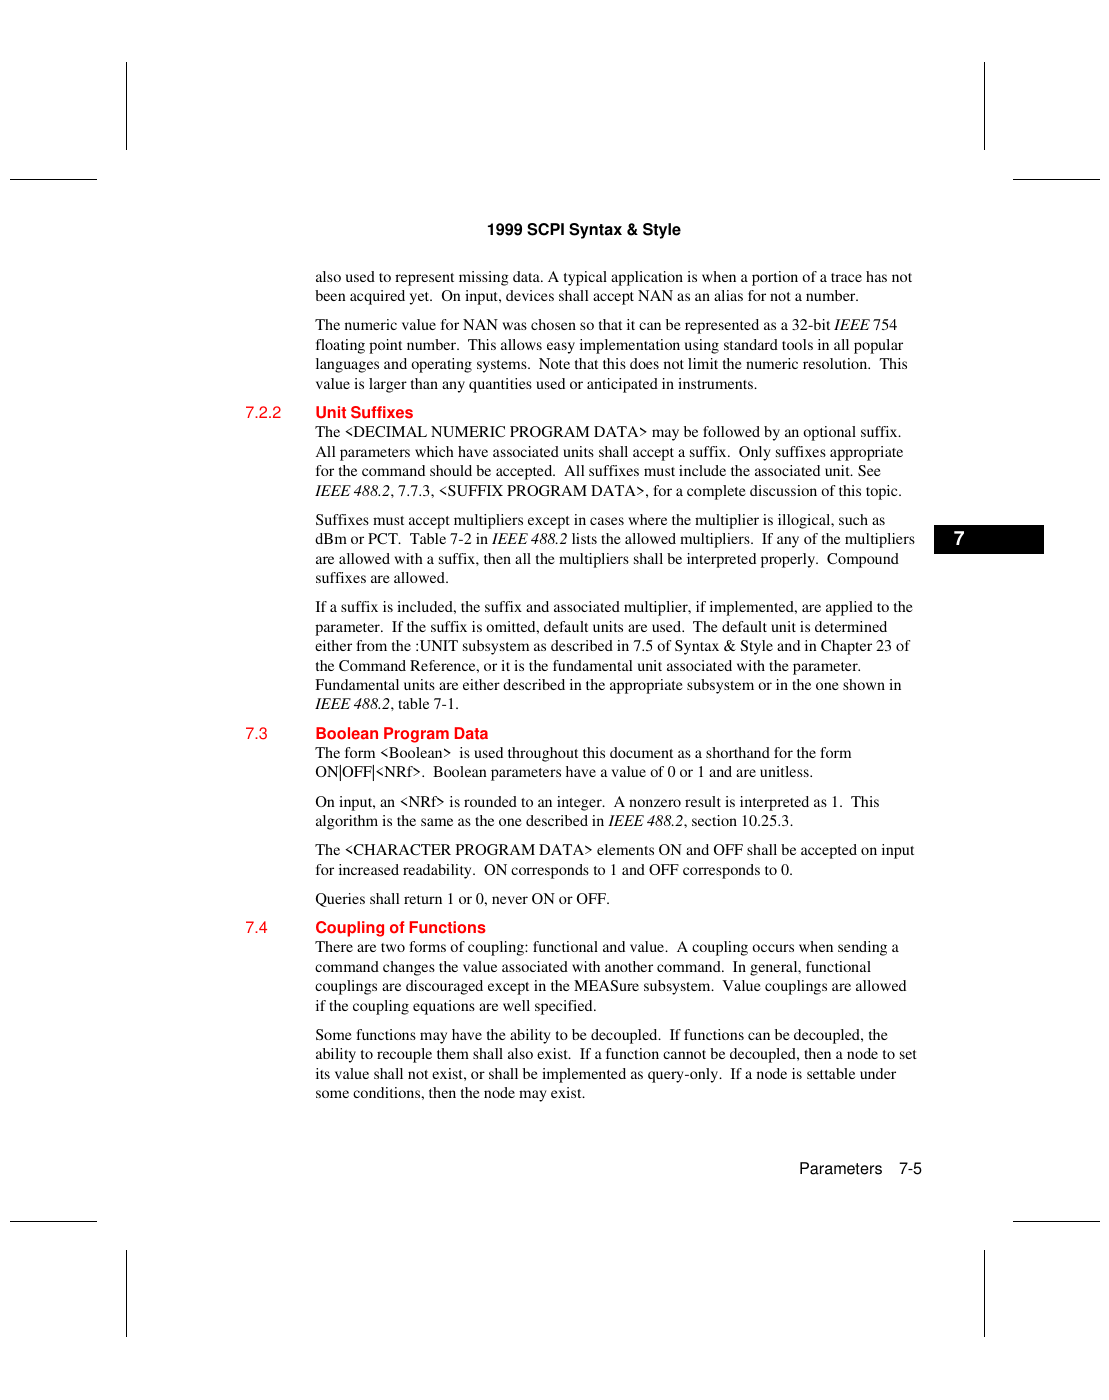 1999 SCPI Syntax & Style
also used to represent missing data. A typical application is when a portion of a trace has not
been acquired yet.  On input, devices shall accept NAN as an alias for not a number.
The numeric value for NAN was chosen so that it can be represented as a 32-bit IEEE 754
floating point number.  This allows easy implementation using standard tools in all popular
languages and operating systems.  Note that this does not limit the numeric resolution.  This
value is larger than any quantities used or anticipated in instruments.
7.2.2 Unit Suffixes
The <DECIMAL NUMERIC PROGRAM DATA> may be followed by an optional suffix.
All parameters which have associated units shall accept a suffix.  Only suffixes appropriate
for the command should be accepted.  All suffixes must include the associated unit. See
IEEE 488.2, 7.7.3, <SUFFIX PROGRAM DATA>, for a complete discussion of this topic.
Suffixes must accept multipliers except in cases where the multiplier is illogical, such as
dBm or PCT.  Table 7-2 in IEEE 488.2 lists the allowed multipliers.  If any of the multipliers
are allowed with a suffix, then all the multipliers shall be interpreted properly.  Compound
suffixes are allowed.
7
If a suffix is included, the suffix and associated multiplier, if implemented, are applied to the
parameter.  If the suffix is omitted, default units are used.  The default unit is determined
either from the :UNIT subsystem as described in 7.5 of Syntax & Style and in Chapter 23 of
the Command Reference, or it is the fundamental unit associated with the parameter.
Fundamental units are either described in the appropriate subsystem or in the one shown in
IEEE 488.2, table 7-1.
7.3 Boolean Program Data
The form <Boolean>  is used throughout this document as a shorthand for the form
ON|OFF|<NRf>.  Boolean parameters have a value of 0 or 1 and are unitless.
On input, an <NRf> is rounded to an integer.  A nonzero result is interpreted as 1.  This
algorithm is the same as the one described in IEEE 488.2, section 10.25.3.
The <CHARACTER PROGRAM DATA> elements ON and OFF shall be accepted on input
for increased readability.  ON corresponds to 1 and OFF corresponds to 0.
Queries shall return 1 or 0, never ON or OFF.
7.4 Coupling of Functions
There are two forms of coupling: functional and value.  A coupling occurs when sending a
command changes the value associated with another command.  In general, functional
couplings are discouraged except in the MEASure subsystem.  Value couplings are allowed
if the coupling equations are well specified.
Some functions may have the ability to be decoupled.  If functions can be decoupled, the
ability to recouple them shall also exist.  If a function cannot be decoupled, then a node to set
its value shall not exist, or shall be implemented as query-only.  If a node is settable under
some conditions, then the node may exist.
Parameters 7-5